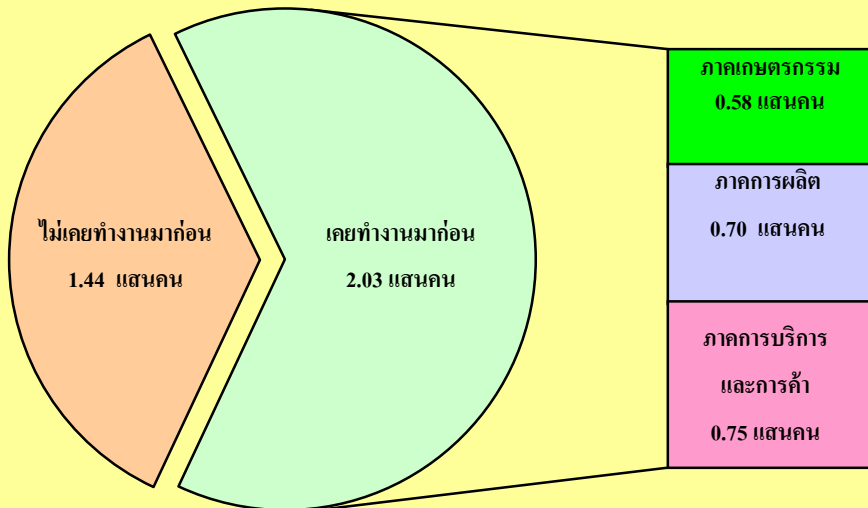 ไม่เคยทำงานมาก่อน
1.44 แสนคน
เคยทำงานมาก่อน
2.03 แสนคน
ภาคเกษตรกรรม
0.58 แสนคน
ภาคการผลิต
0.70 แสนคน
ภาคการบริการ
และการค้า
0.75 แสนคน